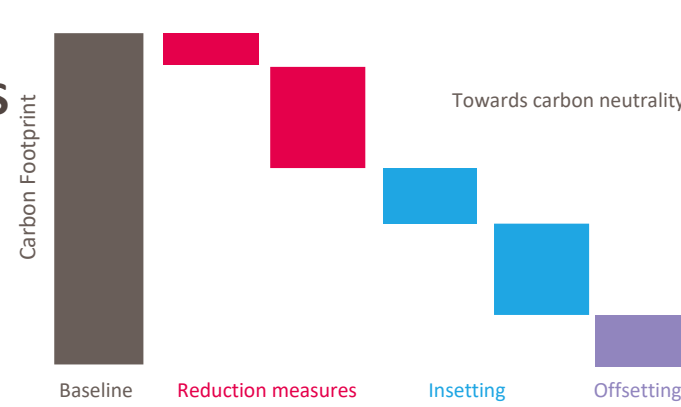 s
Carbon Footprint
Towards carbon neutrality
Baseline
Reduction measures
Insetting
Offsetting